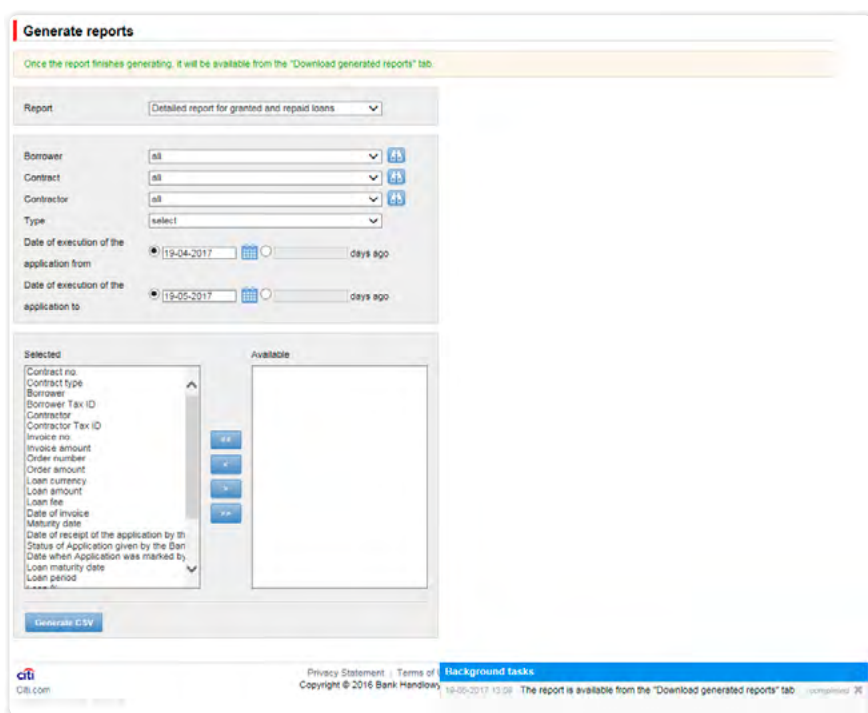 Generate reports
Once the report finishes generating, it will be available from the "Download generated reports" tab.
Report
Detailed report for granted and repaid loans
Borrower
all
Contract
all
Contractor
all
Type
select
Date of execution of the
application from
19-04-2017
days ago
Date of execution of the
application to
19-05-2017
days ago
Selected
Available
Contract no.
Contract type
Borrower
Borrower Tax ID
Contractor
Contractor Tax ID
Invoice no.
Invoice amount
Order number
Order amount
Loan currency
Loan amount
Loan fee
Date of invoice
Maturity date
Date of receipt of the application by th
Status of Application given by the Ban
Date when Application was marked by
Loan maturity date
Loan period
<<
<
>
>>
Generate CSV
citi
Citi.com
Privacy Statement | Terms of
Copyright © 2016 Bank Handlowy
Background tasks
The report is available from the "Download generated reports" tab
completed